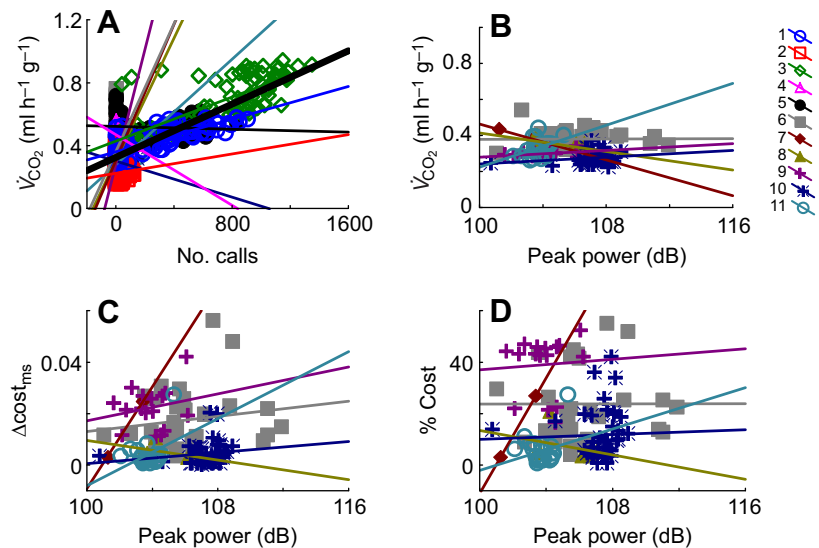 A
B
1.2
0.8
0.4
0
V̇CO2 (ml h–1 g–1)
0
800
1600
No. calls
0.8
0.4
0
V̇CO2 (ml h–1 g–1)
100
108
116
Peak power (dB)
1
2
3
4
5
6
7
8
9
10
11
C
D
0.04
0
Δcostms
100
108
116
Peak power (dB)
40
0
% Cost
100
108
116
Peak power (dB)